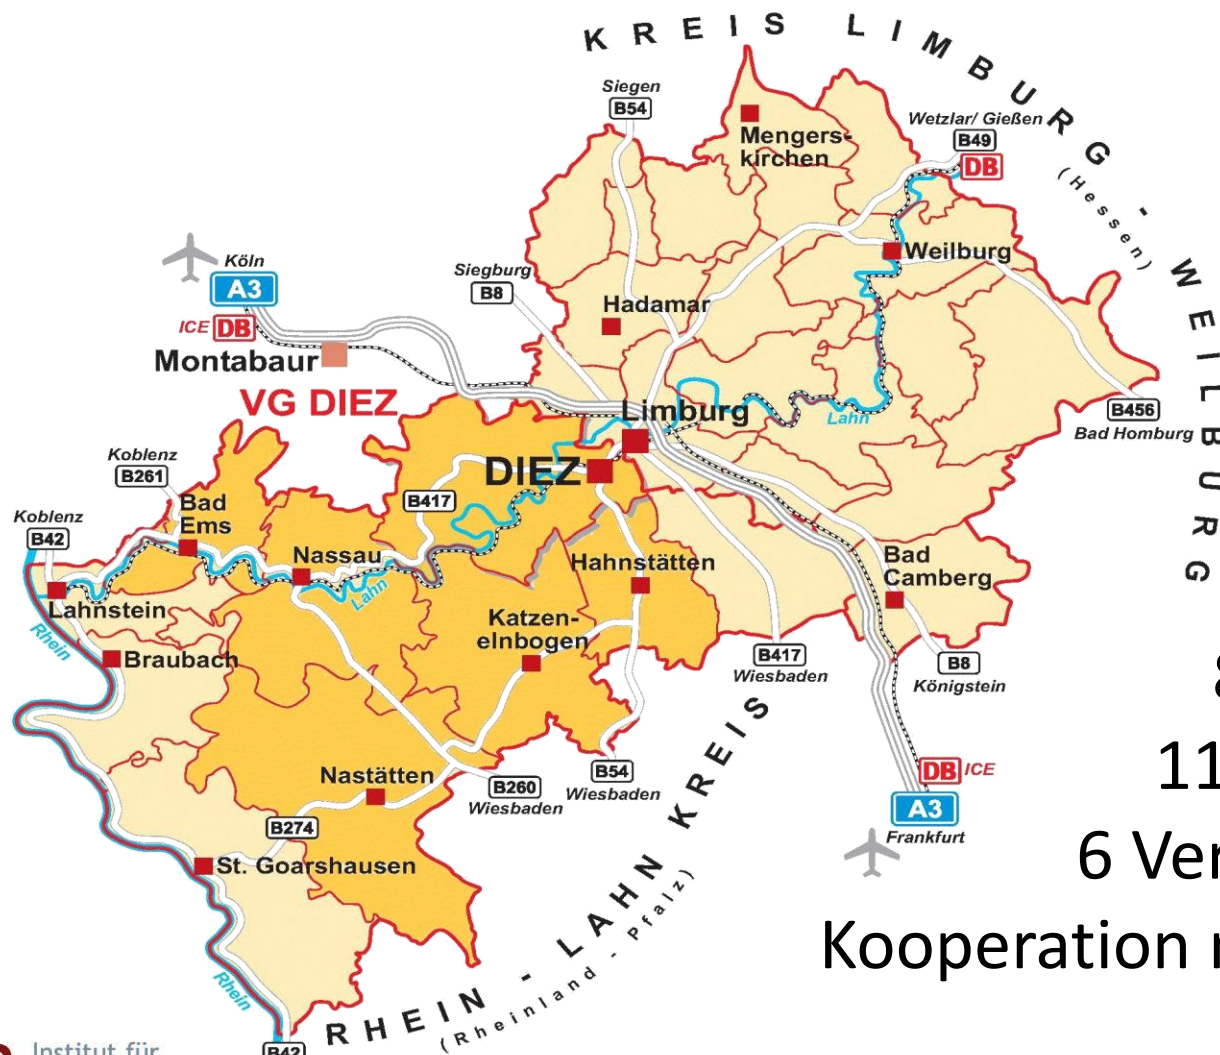 KREIS LIMBURG - WEILBURG
(Hessen)
Siegen
B54
Mengers-
kirchen
Wetzlar/ Gießen
B49
DB
Weilburg
Köln
A3
ICE DB
Montabaur
Siegburg
B8
Hadamar
VG DIEZ
Limburg
Lahn
B456
Bad Homburg
DIEZ
Koblenz
B261
B417
Bad
Ems
Koblenz
B42
Nassau
Lahn
Hahnstätten
Bad
Camberg
Lahnstein
Katzen-
elnbogen
Rhein
Braubach
B417
Wiesbaden
B8
Königstein
Nastätten
B260
Wiesbaden
B54
Wiesbaden
DB ICE
A3
Frankfurt
B274
St. Goarshausen
Rhein
RHEIN - LAHN KREIS
(Rheinland - Pfalz)
B42
11
6 Ver
Kooperation
Institut für